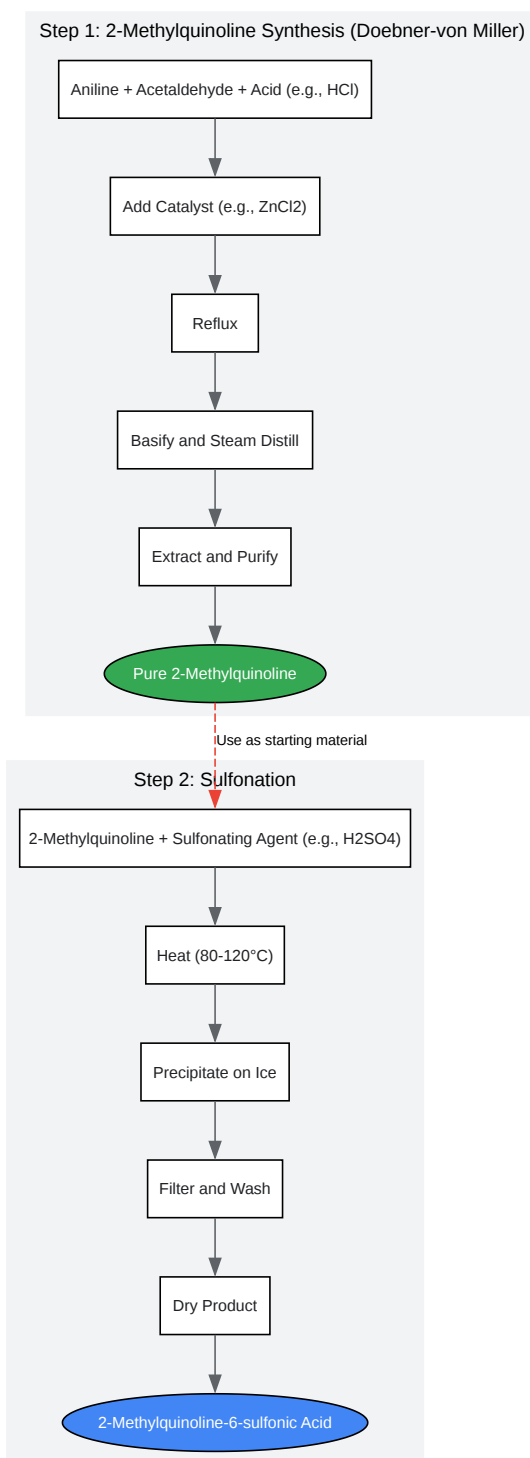 Step 1: 2-Methylquinoline Synthesis (Doebner-von Miller)
Aniline + Acetaldehyde + Acid (e.g., HCl)
Add Catalyst (e.g., ZnCl2)
Reflux
Basify and Steam Distill
Extract and Purify
Pure 2-Methylquinoline
Use as starting material
Step 2: Sulfonation
2-Methylquinoline + Sulfonating Agent (e.g., H2SO4)
Heat (80-120°C)
Precipitate on Ice
Filter and Wash
Dry Product
2-Methylquinoline-6-sulfonic Acid